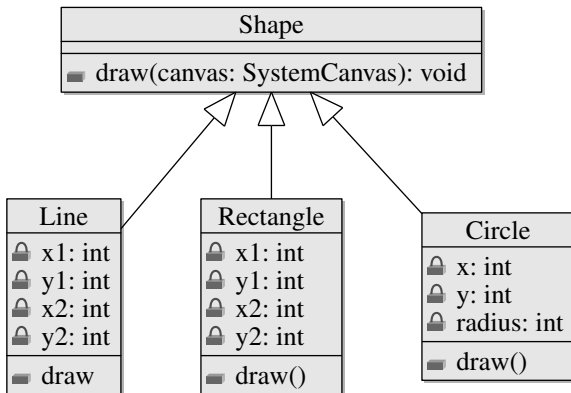 Shape
draw(canvas: SystemCanvas): void
Line
x1: int
y1: int
x2: int
y2: int
draw
Rectangle
x1: int
y1: int
x2: int
y2: int
draw()
Circle
x: int
y: int
radius: int
draw()